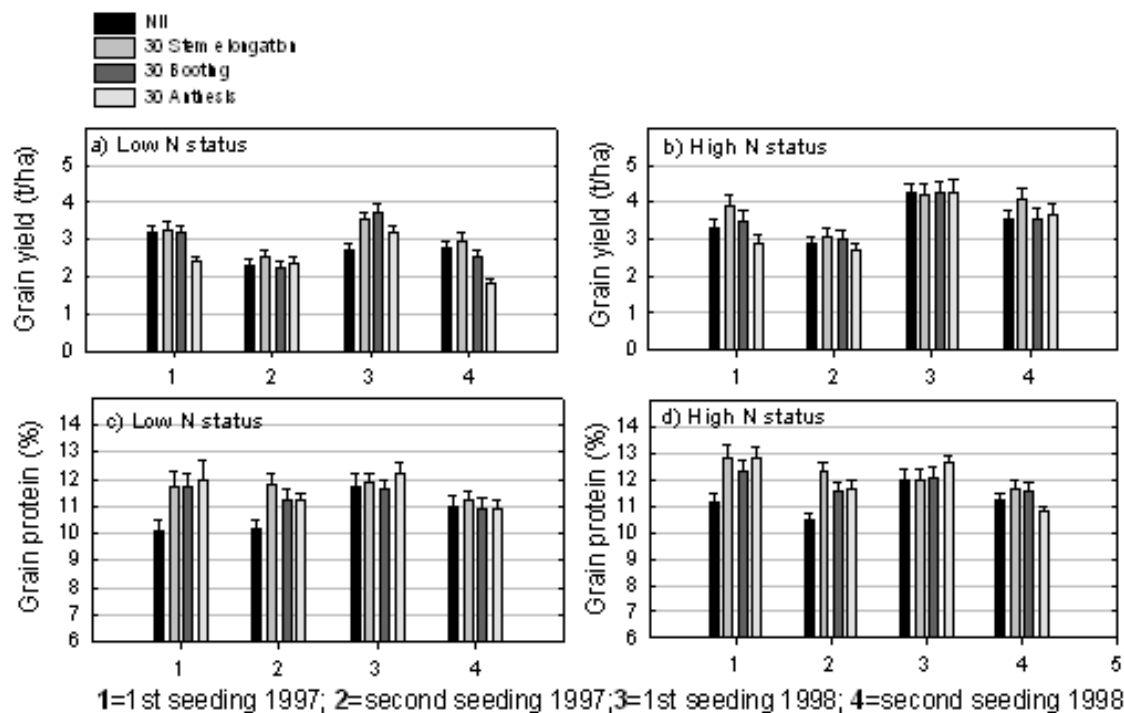 Nil
30 Stem elongation
30 Booting
30 Anthesis
a) Low N status
Grain yield (t/ha)
5
4
3
2
1
0
1 2 3 4
b) High N status
Grain yield (t/ha)
5
4
3
2
1
0
1 2 3 4
c) Low N status
Grain protein (%)
14
13
12
11
10
9
8
7
6
1 2 3 4
d) High N status
Grain protein (%)
14
13
12
11
10
9
8
7
6
1 2 3 4 5
1=1st seeding 1997; 2=second seeding 1997;3=1st seeding 1998; 4=second seeding 1998